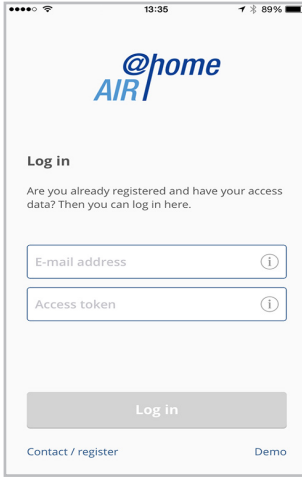 13:35
89%
@home
AIR
Log in
Are you already registered and have your access
data? Then you can log in here.
E-mail address
i
Access token
i
Log in
Contact / register
Demo